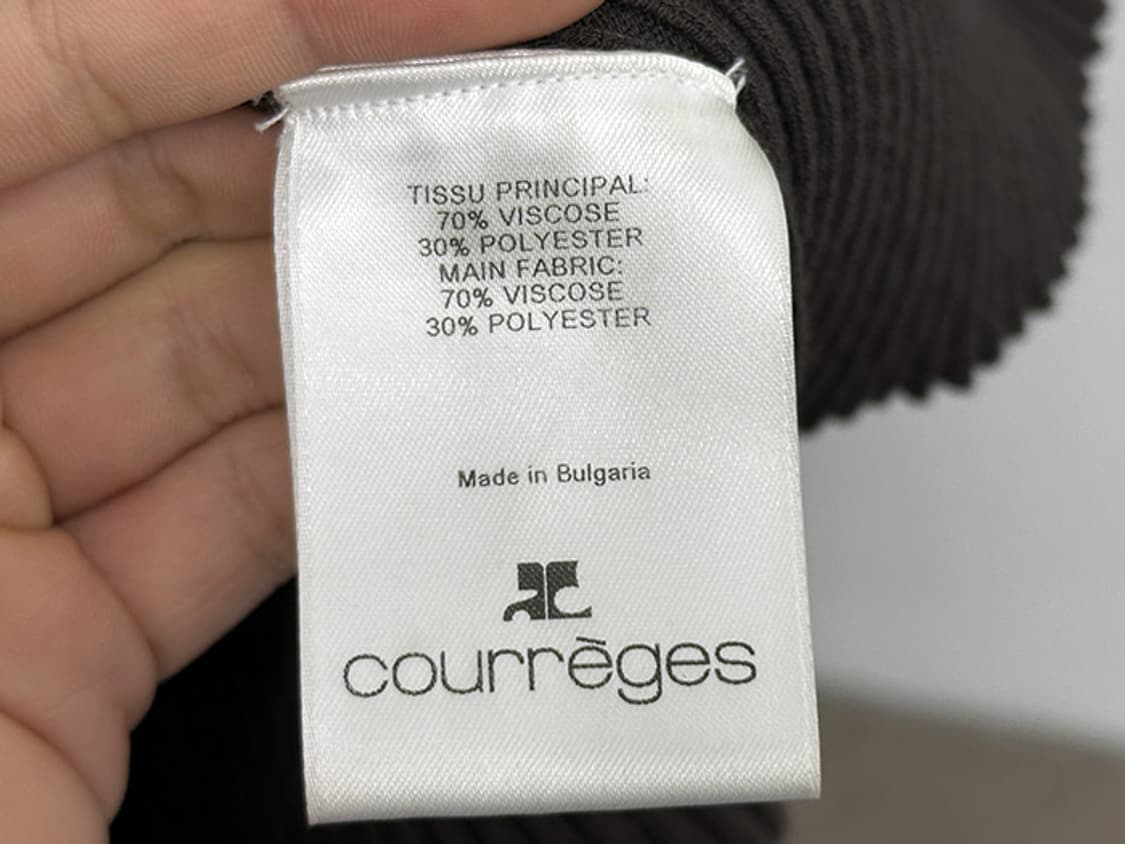 TISSU PRINCIPAL:
70% VISCOSE
30% POLYESTER
MAIN FABRIC:
70% VISCOSE
30% POLYESTER
Made in Bulgaria
courrèges